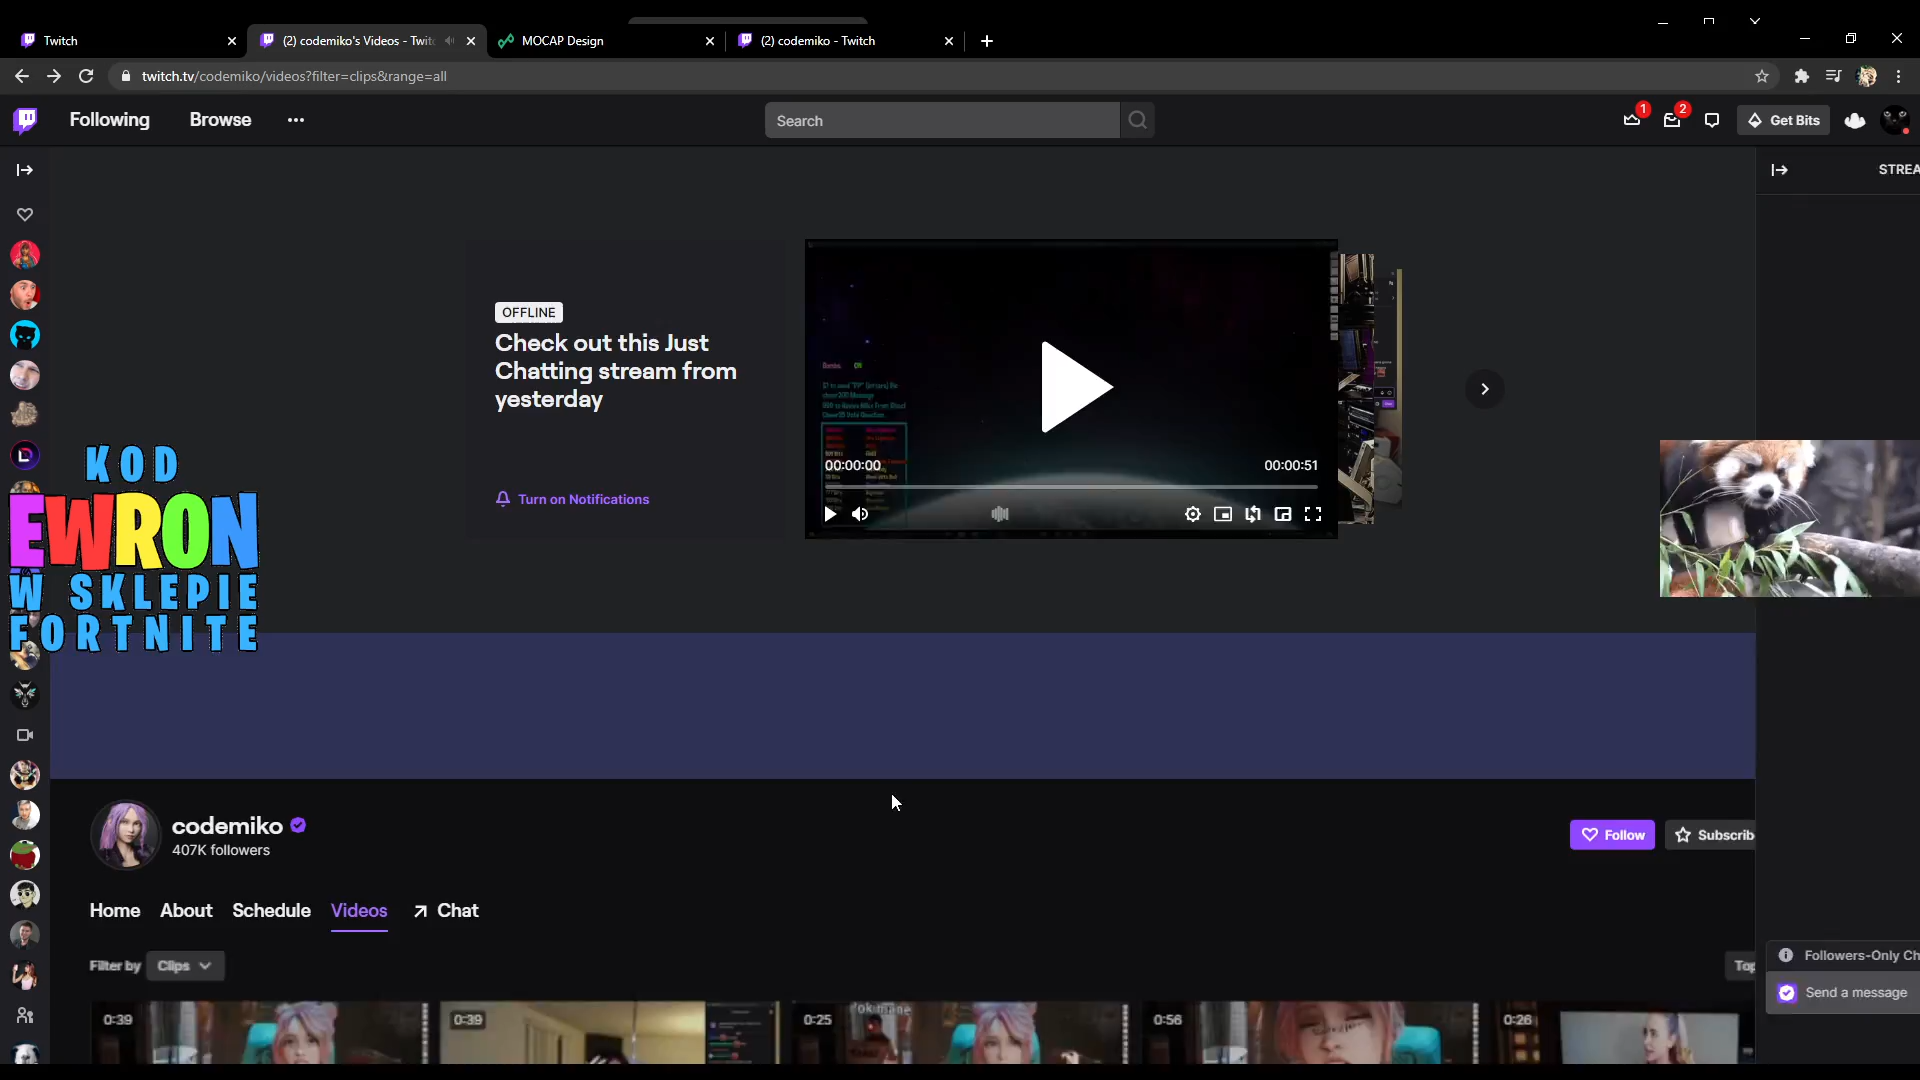 Twitch
(2) codemiko's Videos - Twit
MOCAP Design
(2) codemiko - Twitch
twitch.tv/codemiko/videos?filter=clips&range=all
Following
Browse
Search
1
2
Get Bits
STREA
OFFLINE
Check out this Just
Chatting stream from
yesterday
Turn on Notifications
00:00:00
00:00:51
KOD
EWRON
W SKLEPIE
FORTNITE
codemiko
407K followers
Follow
Subscrib
Home
About
Schedule
Videos
Chat
Filter by
Clips
Top
Followers-Only Ch
Send a message
0:39
0:39
0:25
0:56
0:26